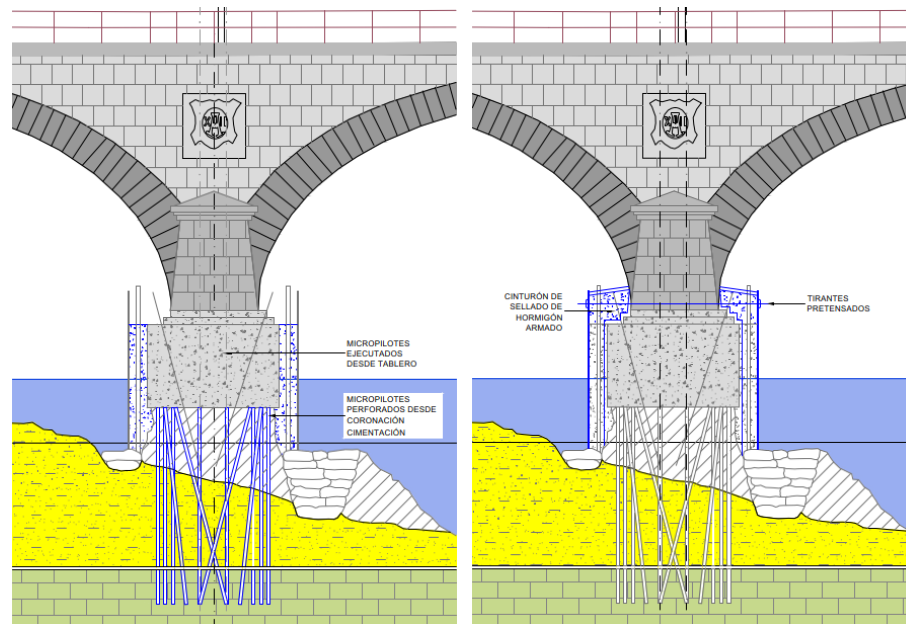 MICROPILOTES
EJECUTADOS
DESDE TABLERO
MICROPILOTES
PERFORADOS DESDE
CORONACIÓN
CIMENTACIÓN
CINTURÓN DE
SELLADO DE
HORMIGÓN
ARMADO
TIRANTES
PRETENSADOS